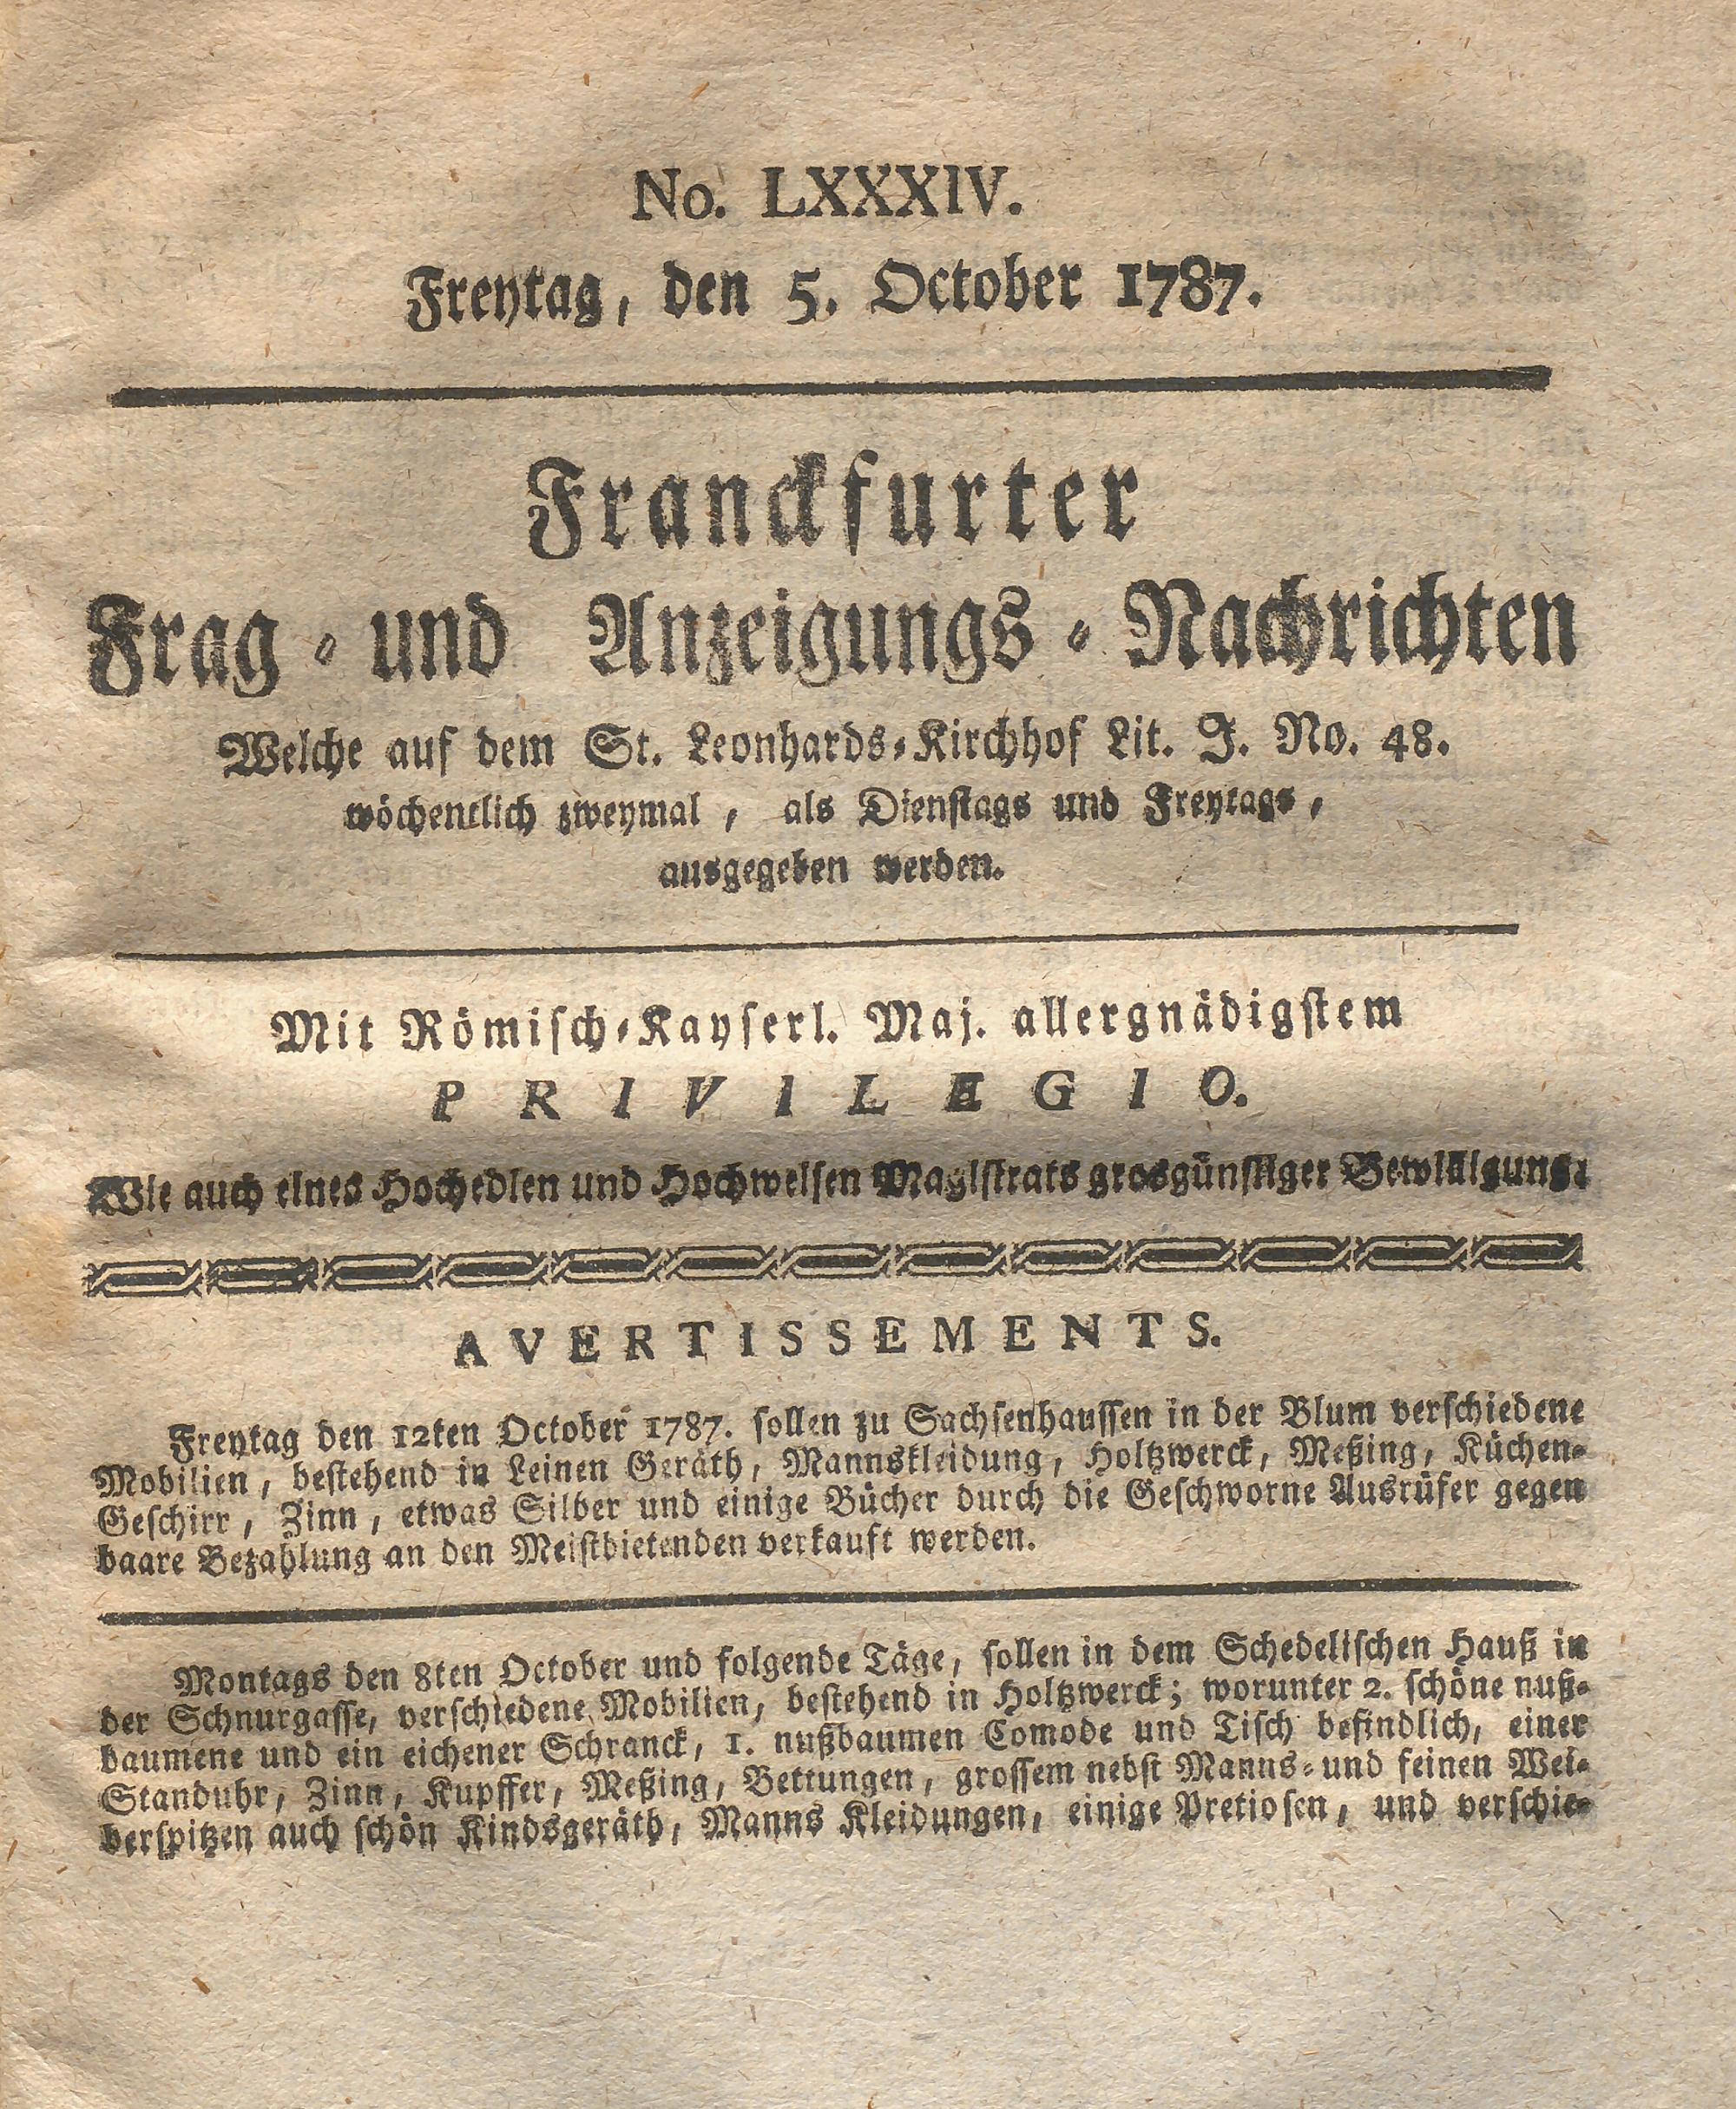 No. LXXXIV.
Freytag, den 5. October 1787.
Franckfurter
Frag- und Anzeigungs-Nachrichten
Welche auf dem St. Leonhards-Kirchhof Lit. J. No. 48.
wöchentlich zweymal, als Dienstags und Freytags,
ausgegeben werden.
Mit Römisch-Kayserl. Maj. allergnädigstem
PRIVILEGIO.
Wie auch eines Hochedlen und Hochweisen Magistrats grosgünstiger Bewilligung.
AVERTISSEMENTS.
Freytag den 12ten October 1787. sollen zu Sachsenhaussen in der Blum verschiedene
Mobilien, bestehend in Leinen Geräth, Mannskleidung, Holtzwerck, Meßing, Küchen-
Geschirr, Zinn, etwas Silber und einige Bücher durch die Geschworne Ausrüfer gegen
baare Bezahlung an den Meistbietenden verkauft werden.
Montags den 8ten October und folgende Täge, sollen in dem Schedelischen Hauß in
der Schnurgasse, verschiedene Mobilien, bestehend in Holtzwerck; worunter 2. schöne nuß-
baumene und ein eichener Schranck, 1. nußbaumen Comode und Tisch befindlich, einer
Standuhr, Zinn, Kupffer, Meßing, Bettungen, grossem nebst Manns- und feinen Wei-
berspitzen auch schön Kindsgeräth, Manns Kleidungen, einige Pretiosen, und verschie-